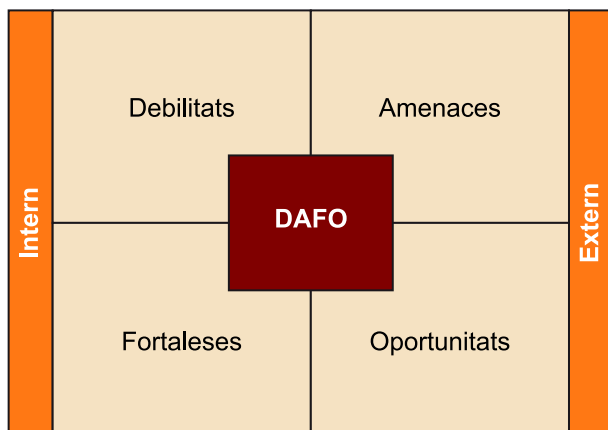 Debilitats
Amenaces
Intern
DAFO
Extern
Fortaleses
Oportunitats